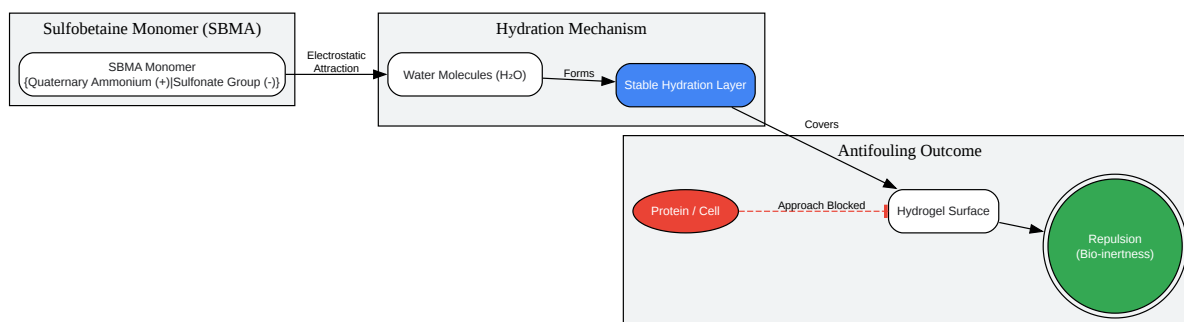 Sulfobetaine Monomer (SBMA)
SBMA Monomer
{Quaternary Ammonium (+)|Sulfonate Group (-)}
Electrostatic
Attraction
Hydration Mechanism
Water Molecules (H₂O)
Forms
Stable Hydration Layer
Covers
Antifouling Outcome
Protein / Cell
Approach Blocked
Hydrogel Surface
Repulsion
(Bio-inertness)